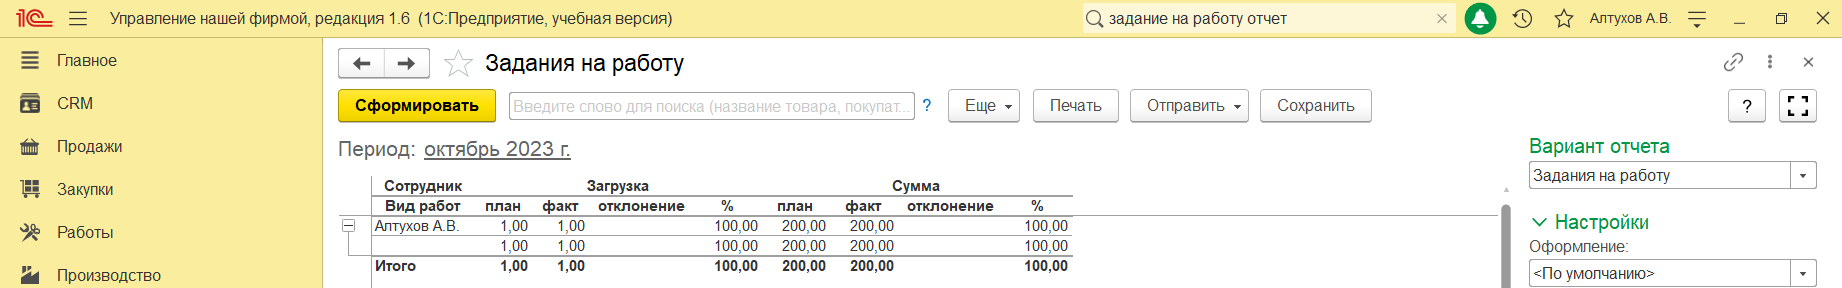 1С Управление нашей фирмой, редакция 1.6 (1С:Предприятие, учебная версия) задание на работу отчет Алтухов А.В.
Главное
CRM
Продажи
Закупки
Работы
Производство
Задания на работу
Сформировать Введите слово для поиска (название товара, покупат... ? Еще Печать Отправить Сохранить ?
Период: октябрь 2023 г.
Сотрудник Загрузка Сумма
Вид работ план факт отклонение % план факт отклонение %
Алтухов А.В. 1,00 1,00 100,00 200,00 200,00 100,00
1,00 1,00 100,00 200,00 200,00 100,00
Итого 1,00 1,00 100,00 200,00 200,00 100,00
Вариант отчета
Задания на работу
Настройки
Оформление:
<По умолчанию>